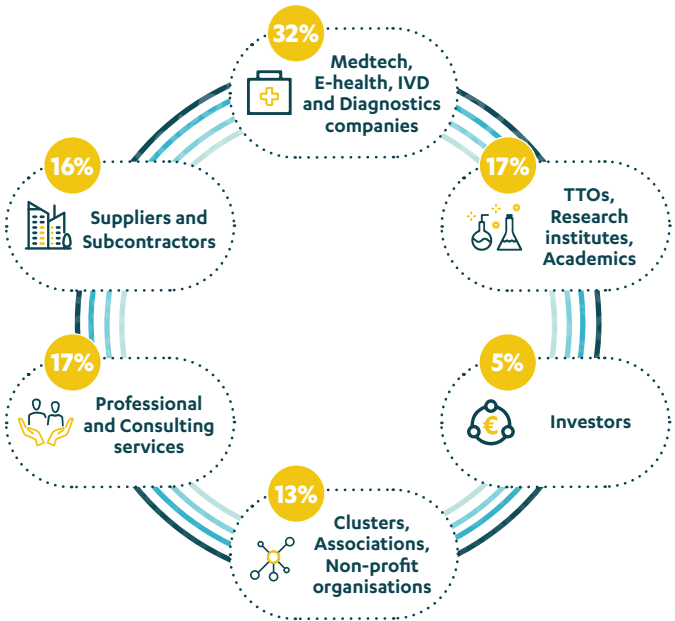 32%
Medtech,
E-health, IVD
and Diagnostics
companies
17%
TTOs,
Research
institutes,
Academics
5%
€
Investors
13%
Clusters,
Associations,
Non-profit
organisations
17%
Professional
and Consulting
services
16%
Suppliers and
Subcontractors